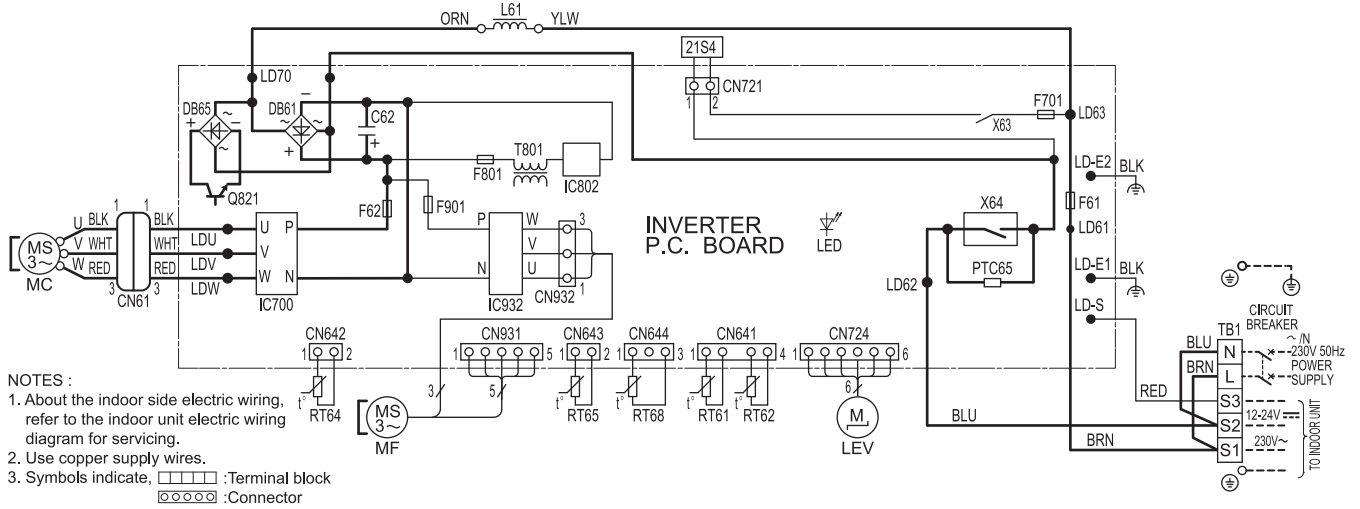 ORN L61 YLW
21S4
LD70 CN721
1 2
DB65 ~ DB61 −
+ ~ − ~ ~ C62
F701
X63 LD63
+ +
~
T801
F801 IC802
Q821
LD-E2 BLK
F62 F901
F61
X64
INVERTER
P.C. BOARD
LED
LD61
1 1
U BLK BLK LDU U P
P W 3
MS
3~
V WHT WHT LDV V
V
W RED RED LDW W N
N U
MC 3 3
CN61 IC700
IC932 CN932 1
PTC65
LD62
LD-E1 BLK
LD-S
CIRCUIT
BREAKER
TB1
~/N
230V 50Hz
POWER
SUPPLY
BLU N
BRN L
RED S3
12-24V
BLU S2
230V~
BRN S1
TO INDOOR UNIT
CN642 CN931 CN643 CN644 CN641 CN724
1 2 1 5 1 2 1 3 1 4 1 6
3 5 6
t° t° t° t° t°
RT64 RT65 RT68 RT61 RT62
MS
3~
MF
M
LEV
NOTES :
1. About the indoor side electric wiring,
refer to the indoor unit electric wiring
diagram for servicing.
2. Use copper supply wires.
3. Symbols indicate, :Terminal block
:Connector